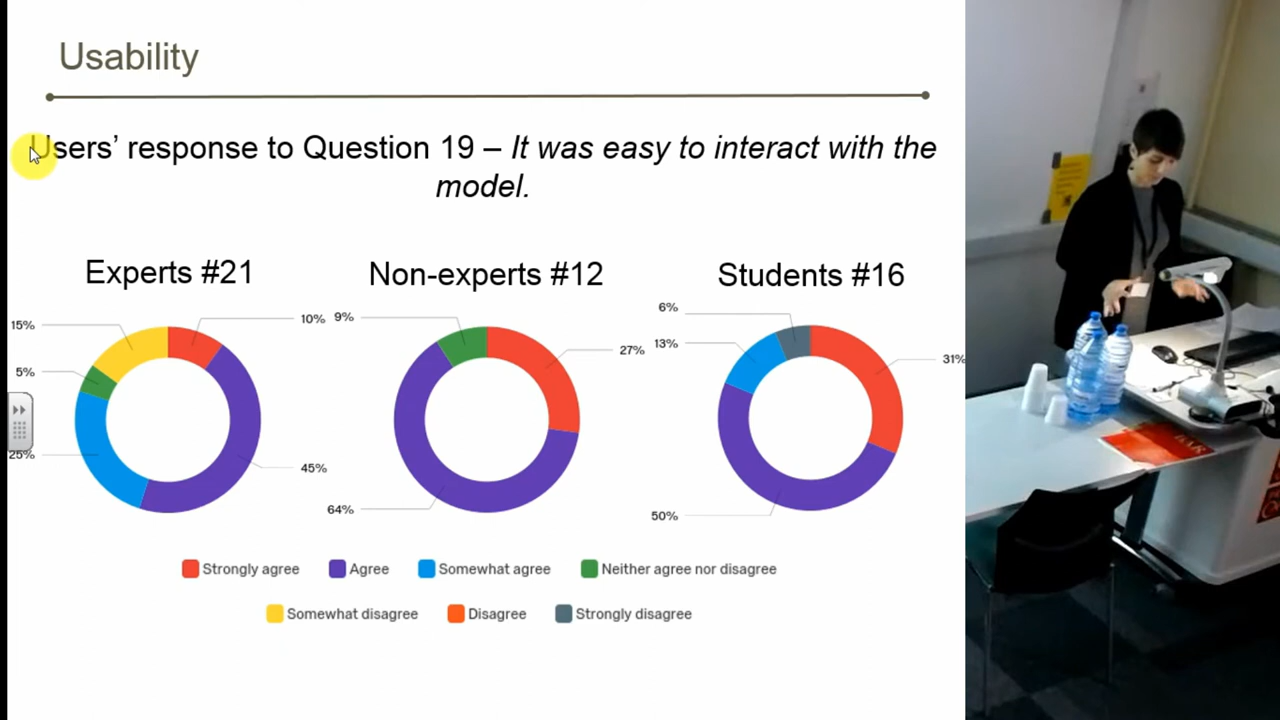 Usability
Users’ response to Question 19 – It was easy to interact with the
model.
Experts #21
Non-experts #12
Students #16
15%
10%
5%
25%
45%
9%
27%
64%
6%
13%
31%
50%
Strongly agree
Agree
Somewhat agree
Neither agree nor disagree
Somewhat disagree
Disagree
Strongly disagree